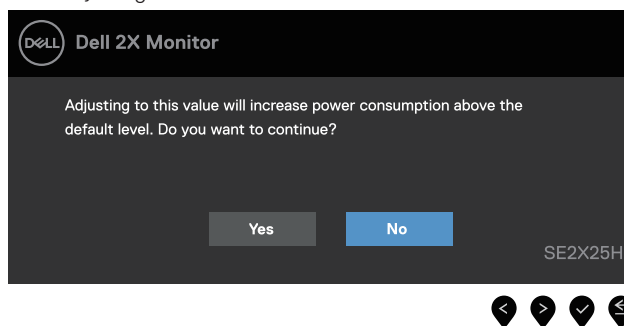 DELL Dell 2X Monitor
Adjusting to this value will increase power consumption above the
default level. Do you want to continue?
Yes No
SE2X25H